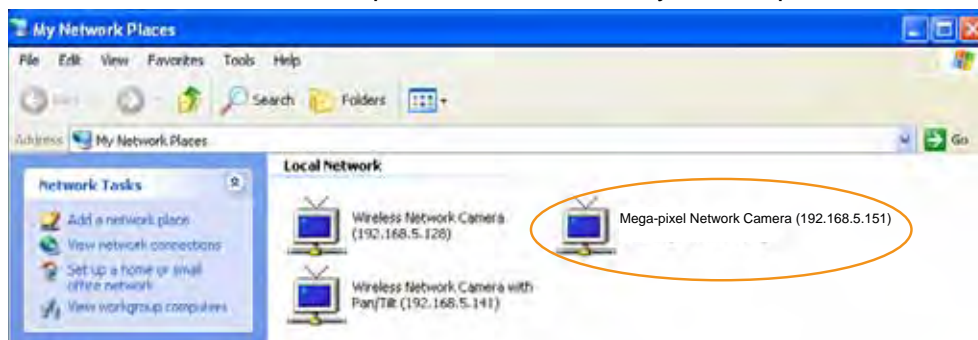 My Network Places
File Edit View Favorites Tools Help
Search Folders
Address My Network Places Go
Network Tasks
Add a network place
View network connections
Set up a home or small
office network
View workgroup computers
Local Network
Wireless Network Camera
(192.168.5.128)
Mega-pixel Network Camera (192.168.5.151)
Wireless Network Camera with
Pan/Tilt (192.168.5.141)